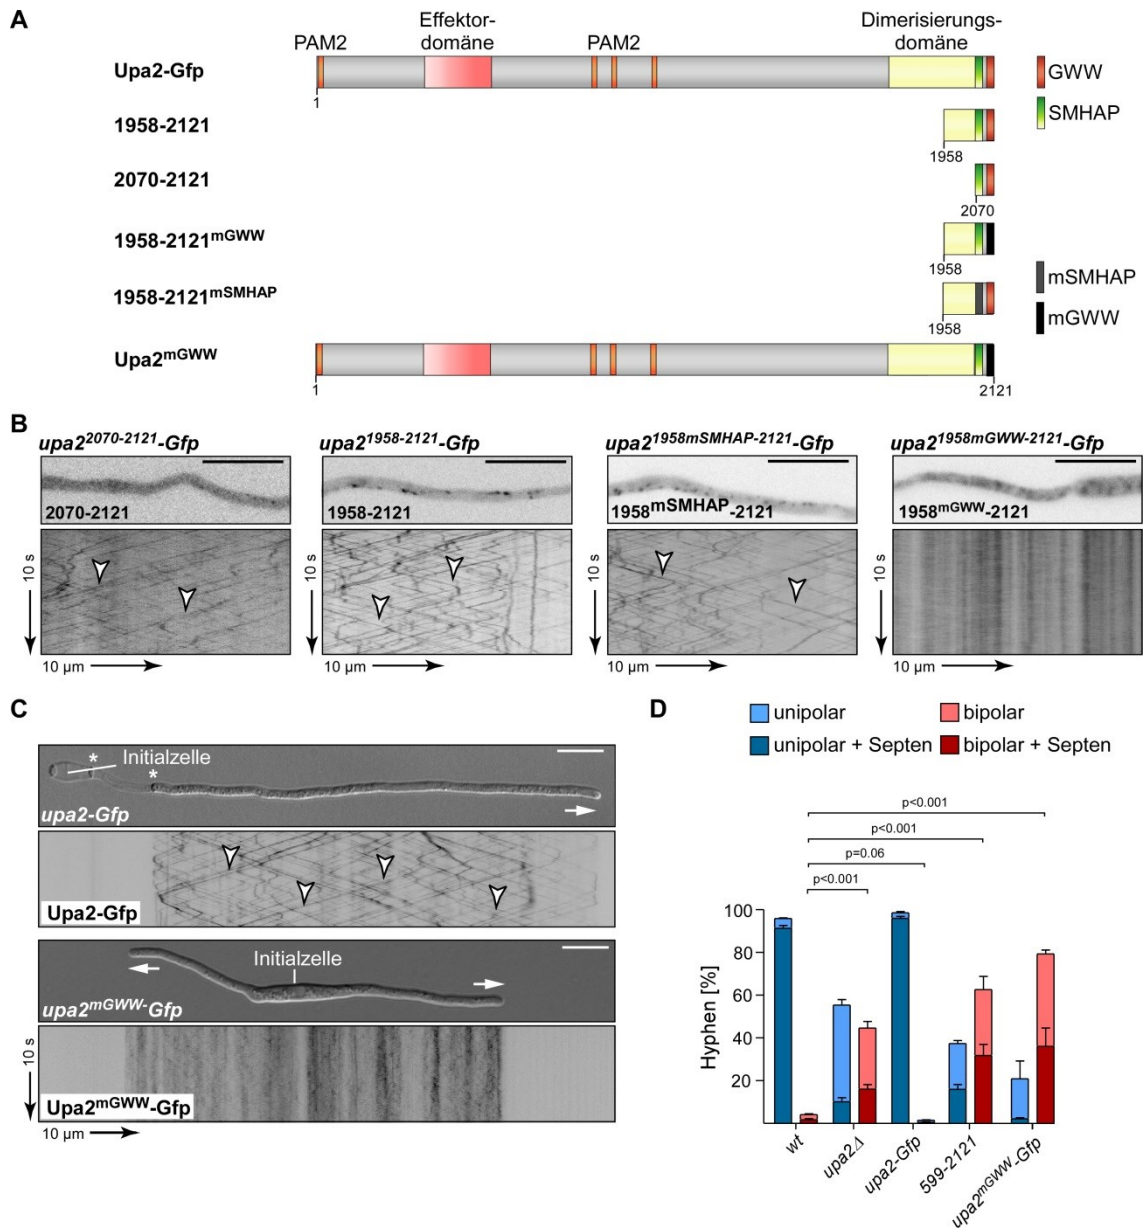 A
Effektor-
domäne
Dimerisierungs-
domäne
PAM2
PAM2
Upa2-Gfp
1
GWW
SMHAP
1958-2121
1958
2070-2121
2070
1958-2121mGWW
1958
1958-2121mSMHAP
1958
mSMHAP
mGWW
Upa2mGWW
1
2121
B
upa22070-2121-Gfp
upa21958-2121-Gfp
upa21958mSMHAP-2121-Gfp
upa21958mGWW-2121-Gfp
2070-2121
1958-2121
1958mSMHAP-2121
1958mGWW-2121
10 s
10 s
10 s
10 s
10 µm
10 µm
10 µm
10 µm
C
* Initialzelle
*
upa2-Gfp
Upa2-Gfp
Initialzelle
upa2mGWW-Gfp
10 s
Upa2mGWW-Gfp
10 µm
D
unipolar
bipolar
unipolar + Septen
bipolar + Septen
p<0.001
p<0.001
p=0.06
p<0.001
Hyphen [%]
100
80
60
40
20
wt
upa2Δ
upa2-Gfp
599-2121
upa2mGWW-Gfp